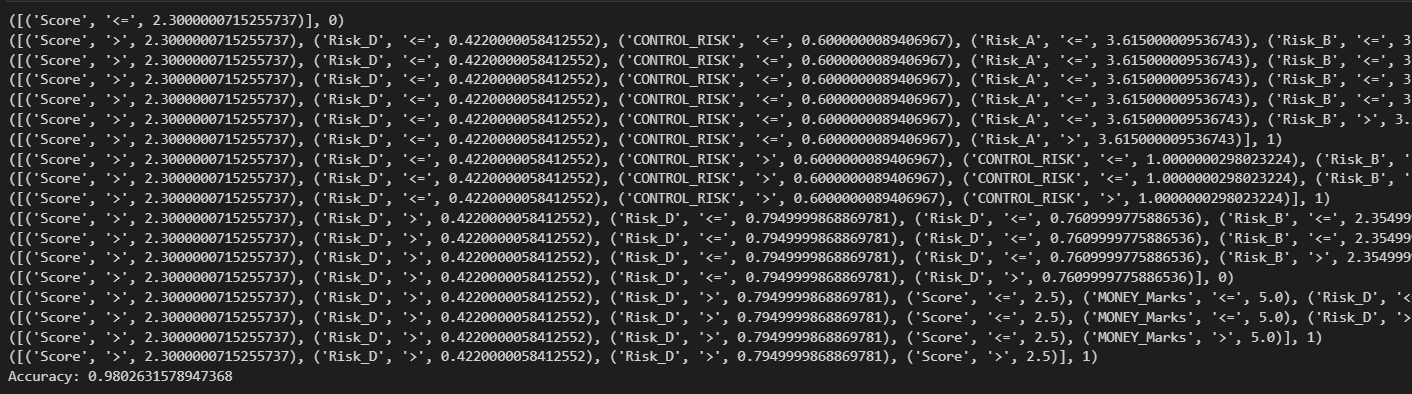 ([('Score', '<=', 2.3000000715255737)], 0)
([('Score', '>', 2.3000000715255737), ('Risk_D', '<=', 0.4220000058412552), ('CONTROL_RISK', '<=', 0.6000000089406967), ('Risk_A', '<=', 3.615000009536743), ('Risk_B', '<=', 3
([('Score', '>', 2.3000000715255737), ('Risk_D', '<=', 0.4220000058412552), ('CONTROL_RISK', '<=', 0.6000000089406967), ('Risk_A', '<=', 3.615000009536743), ('Risk_B', '<=', 3
([('Score', '>', 2.3000000715255737), ('Risk_D', '<=', 0.4220000058412552), ('CONTROL_RISK', '<=', 0.6000000089406967), ('Risk_A', '<=', 3.615000009536743), ('Risk_B', '<=', 3
([('Score', '>', 2.3000000715255737), ('Risk_D', '<=', 0.4220000058412552), ('CONTROL_RISK', '<=', 0.6000000089406967), ('Risk_A', '<=', 3.615000009536743), ('Risk_B', '<=', 3
([('Score', '>', 2.3000000715255737), ('Risk_D', '<=', 0.4220000058412552), ('CONTROL_RISK', '<=', 0.6000000089406967), ('Risk_A', '<=', 3.615000009536743), ('Risk_B', '>', 3.
([('Score', '>', 2.3000000715255737), ('Risk_D', '<=', 0.4220000058412552), ('CONTROL_RISK', '<=', 0.6000000089406967), ('Risk_A', '>', 3.615000009536743)], 1)
([('Score', '>', 2.3000000715255737), ('Risk_D', '<=', 0.4220000058412552), ('CONTROL_RISK', '>', 0.6000000089406967), ('CONTROL_RISK', '<=', 1.0000000298023224), ('Risk_B', '
([('Score', '>', 2.3000000715255737), ('Risk_D', '<=', 0.4220000058412552), ('CONTROL_RISK', '>', 0.6000000089406967), ('CONTROL_RISK', '<=', 1.0000000298023224), ('Risk_B', '
([('Score', '>', 2.3000000715255737), ('Risk_D', '<=', 0.4220000058412552), ('CONTROL_RISK', '>', 0.6000000089406967), ('CONTROL_RISK', '>', 1.0000000298023224)], 1)
([('Score', '>', 2.3000000715255737), ('Risk_D', '>', 0.4220000058412552), ('Risk_D', '<=', 0.7949999868869781), ('Risk_D', '<=', 0.7609999775886536), ('Risk_B', '<=', 2.35499
([('Score', '>', 2.3000000715255737), ('Risk_D', '>', 0.4220000058412552), ('Risk_D', '<=', 0.7949999868869781), ('Risk_D', '<=', 0.7609999775886536), ('Risk_B', '<=', 2.35499
([('Score', '>', 2.3000000715255737), ('Risk_D', '>', 0.4220000058412552), ('Risk_D', '<=', 0.7949999868869781), ('Risk_D', '<=', 0.7609999775886536), ('Risk_B', '>', 2.354999
([('Score', '>', 2.3000000715255737), ('Risk_D', '>', 0.4220000058412552), ('Risk_D', '<=', 0.7949999868869781), ('Risk_D', '>', 0.7609999775886536)], 0)
([('Score', '>', 2.3000000715255737), ('Risk_D', '>', 0.4220000058412552), ('Risk_D', '>', 0.7949999868869781), ('Score', '<=', 2.5), ('MONEY_Marks', '<=', 5.0), ('Risk_D', '<
([('Score', '>', 2.3000000715255737), ('Risk_D', '>', 0.4220000058412552), ('Risk_D', '>', 0.7949999868869781), ('Score', '<=', 2.5), ('MONEY_Marks', '<=', 5.0), ('Risk_D', '>
([('Score', '>', 2.3000000715255737), ('Risk_D', '>', 0.4220000058412552), ('Risk_D', '>', 0.7949999868869781), ('Score', '<=', 2.5), ('MONEY_Marks', '>', 5.0)], 1)
([('Score', '>', 2.3000000715255737), ('Risk_D', '>', 0.4220000058412552), ('Risk_D', '>', 0.7949999868869781), ('Score', '>', 2.5)], 1)
Accuracy: 0.9802631578947368